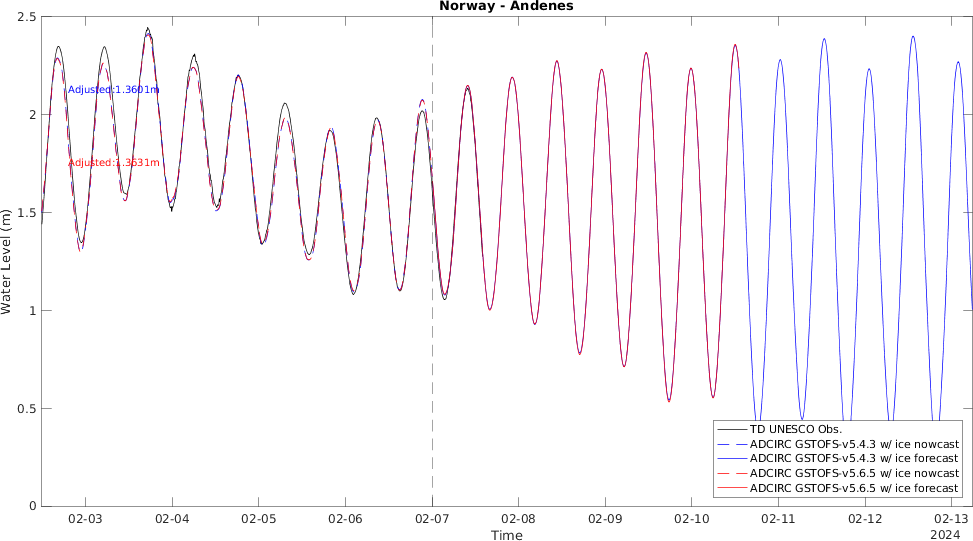 Norway - Andenes
2.5
2
1.5
1
0.5
0
Water Level (m)
Adjusted:1.3601m
Adjusted:1.3631m
TD UNESCO Obs.
ADCIRC GSTOFS-v5.4.3 w/ ice nowcast
ADCIRC GSTOFS-v5.4.3 w/ ice forecast
ADCIRC GSTOFS-v5.6.5 w/ ice nowcast
ADCIRC GSTOFS-v5.6.5 w/ ice forecast
02-03 02-04 02-05 02-06 02-07 02-08 02-09 02-10 02-11 02-12 02-13
Time
2024